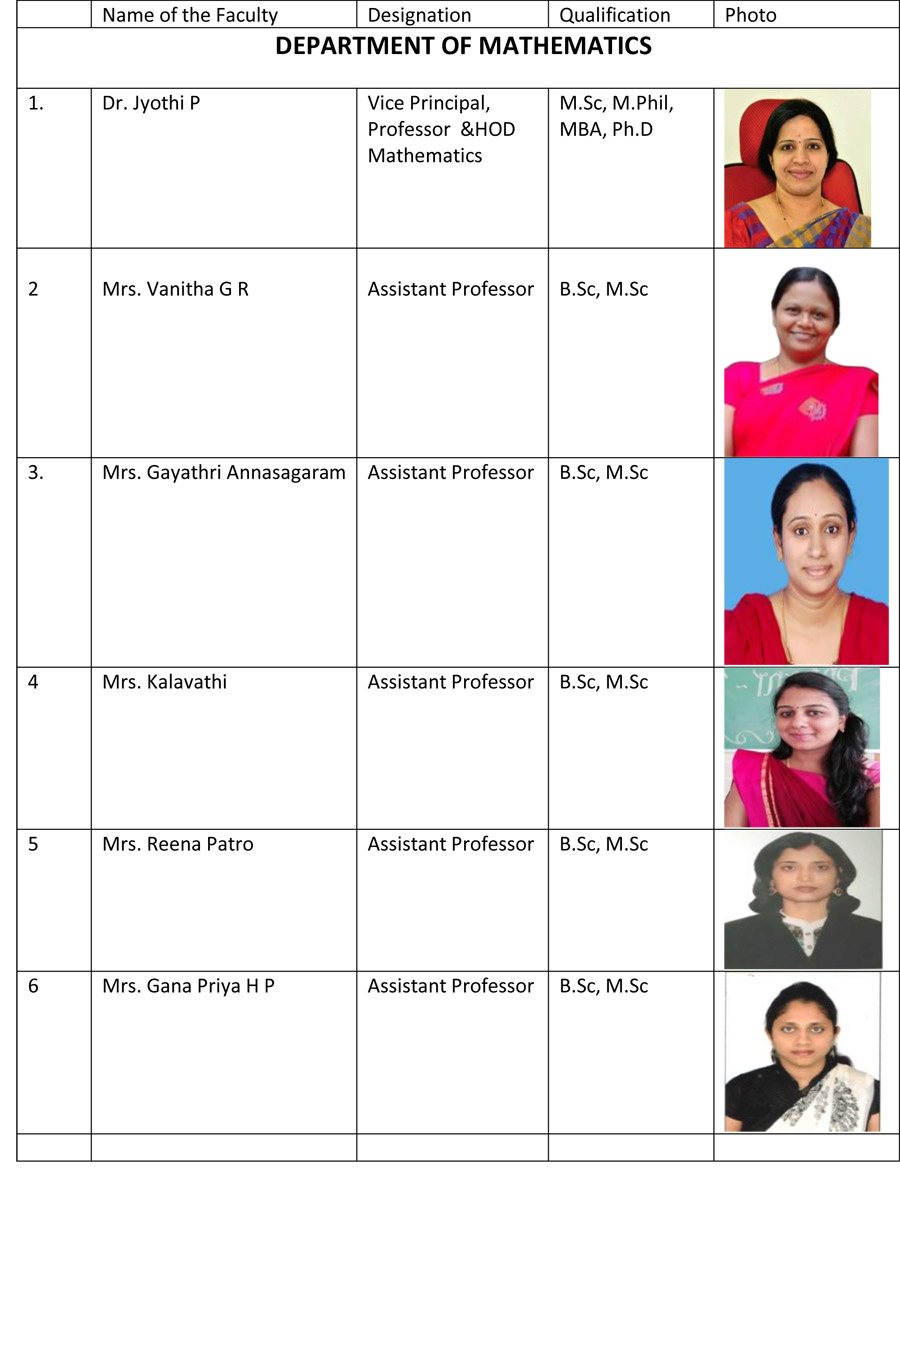 Name of the Faculty Designation Qualification Photo
DEPARTMENT OF MATHEMATICS
1. Dr. Jyothi P Vice Principal, M.Sc, M.Phil,
Professor &HOD MBA, Ph.D
Mathematics
2 Mrs. Vanitha G R Assistant Professor B.Sc, M.Sc
3. Mrs. Gayathri Annasagaram Assistant Professor B.Sc, M.Sc
4 Mrs. Kalavathi Assistant Professor B.Sc, M.Sc
5 Mrs. Reena Patro Assistant Professor B.Sc, M.Sc
6 Mrs. Gana Priya H P Assistant Professor B.Sc, M.Sc